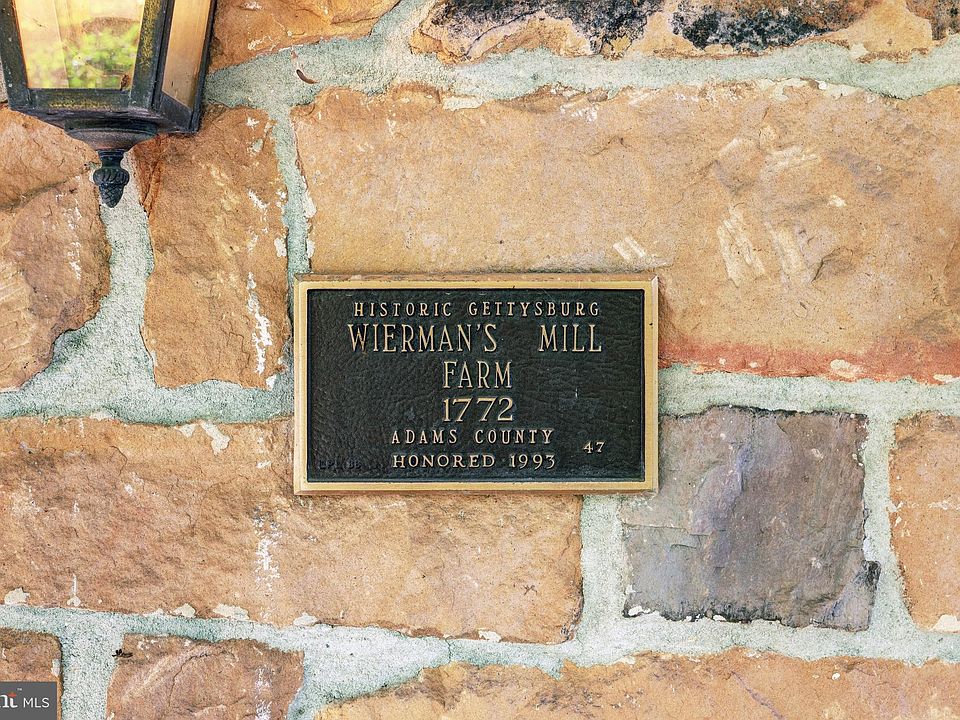 HISTORIC GETTYSBURG
WIERMAN'S MILL
FARM
1772
ADAMS COUNTY
47
HONORED 1993
MLS